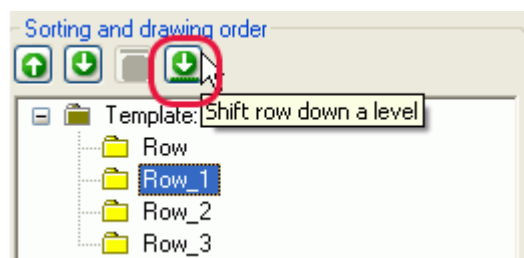 Sorting and drawing order
Template: Shift row down a level
Row
Row_1
Row_2
Row_3